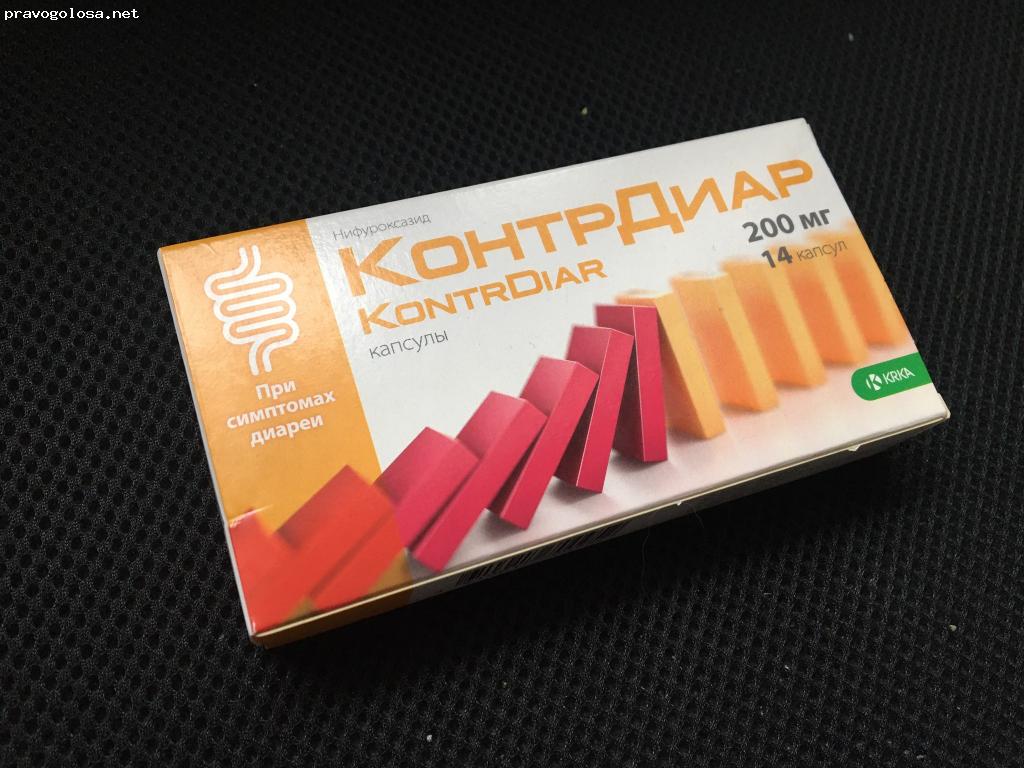 pravogolosa.net
Нифуроксазид
КонтрДиар
KontrDiar
капсулы
200 мг
14 капсул
При
симптомах
диареи
KRKA